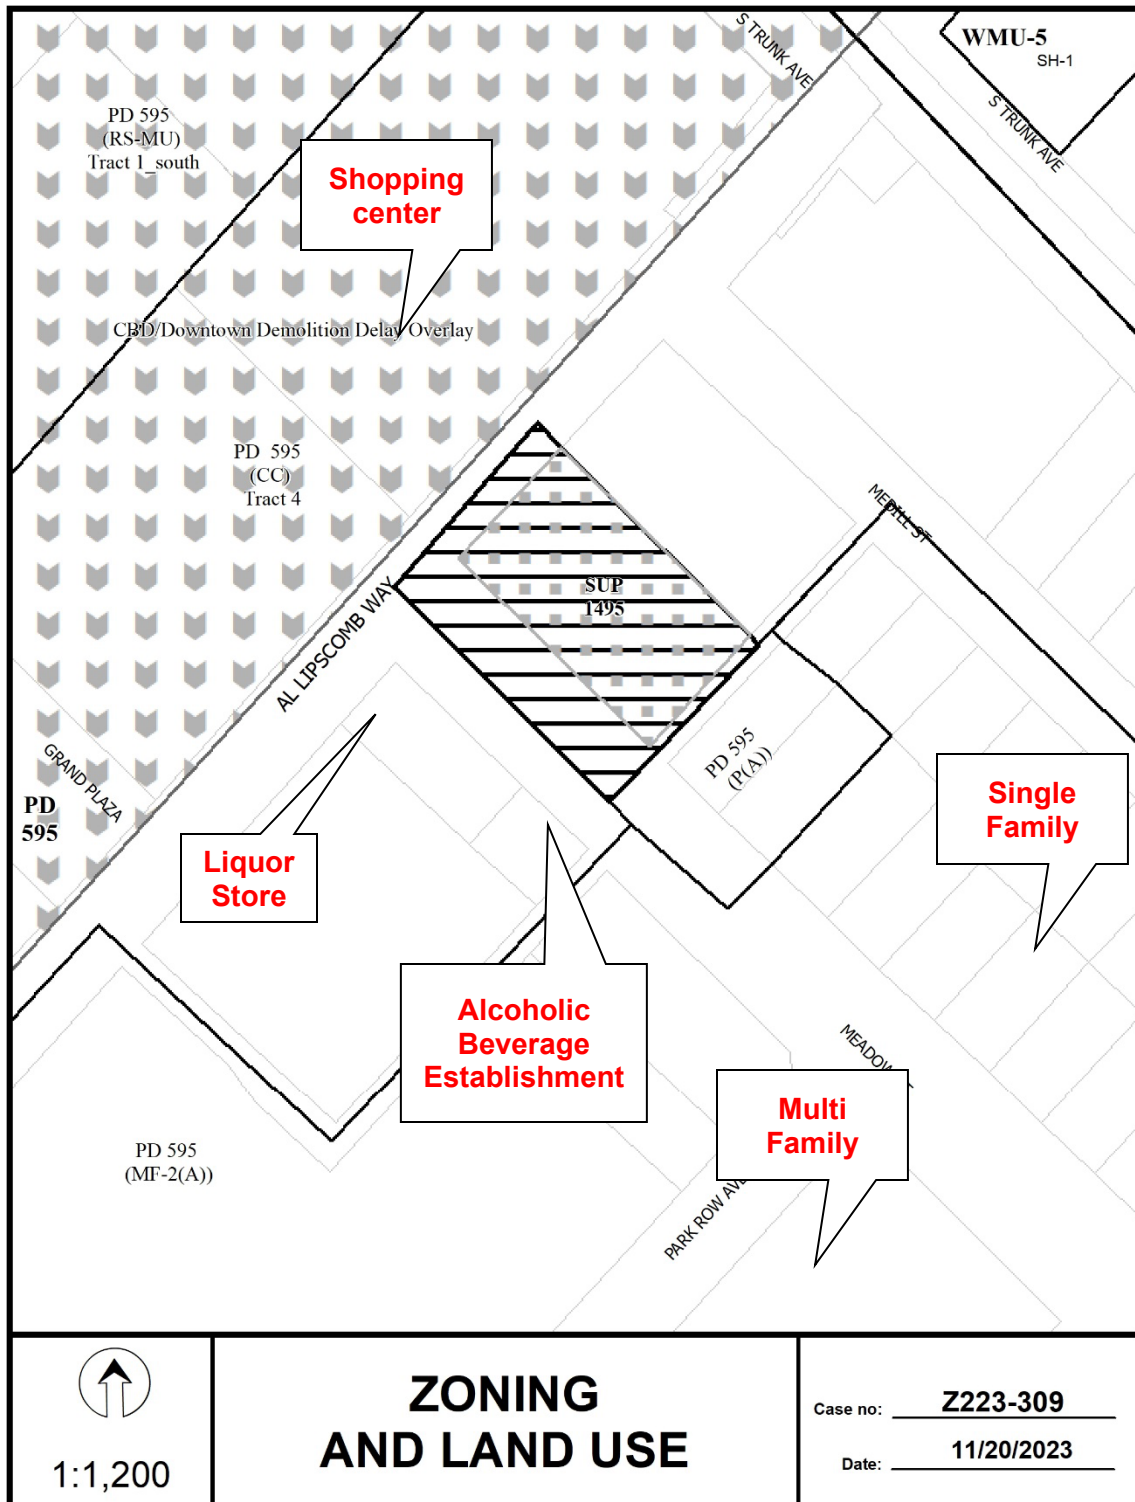 S TRUNK AVE
WMU-5
SH-1
S TRUNK AVE
PD 595
(RS-MU)
Tract 1_south
Shopping
center
CBD/Downtown Demolition Delay Overlay
PD 595
(CC)
Tract 4
MEDILL ST
SUP
1495
AL LIPSCOMB WAY
GRAND PLAZA
PD
595
PD 595
(P(A))
Single
Family
Liquor
Store
Alcoholic
Beverage
Establishment
Multi
Family
PD 595
(MF-2(A))
PARK ROW AVE
1:1,200
ZONING
AND LAND USE
Case no: Z223-309
Date: 11/20/2023